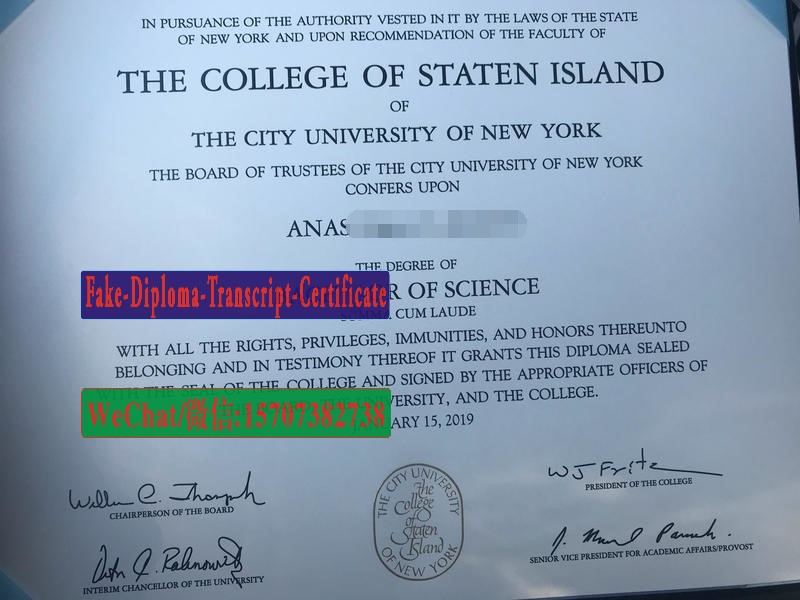 IN PURSUANCE OF THE AUTHORITY VESTED IN IT BY THE LAWS OF THE STATE
OF NEW YORK AND UPON RECOMMENDATION OF THE FACULTY OF
THE COLLEGE OF STATEN ISLAND
OF
THE CITY UNIVERSITY OF NEW YORK
THE BOARD OF TRUSTEES OF THE CITY UNIVERSITY OF NEW YORK
CONFERS UPON
ANAS
THE DEGREE OF
Fake-Diploma-Transcript-Certificate
R OF SCIENCE
SUMMA CUM LAUDE
WITH ALL THE RIGHTS, PRIVILEGES, IMMUNITIES, AND HONORS THEREUNTO
BELONGING AND IN TESTIMONY THEREOF IT GRANTS THIS DIPLOMA SEALED
WITH THE SEAL OF THE COLLEGE AND SIGNED BY THE APPROPRIATE OFFICERS OF
UNIVERSITY, AND THE COLLEGE.
WeChat/微信:15707382738
ARY 15, 2019
CHAIRPERSON OF THE BOARD
INTERIM CHANCELLOR OF THE UNIVERSITY
THE CITY UNIVERSITY OF NEW YORK
The
College
of
Staten
Island
WJ Fritz
PRESIDENT OF THE COLLEGE
SENIOR VICE PRESIDENT FOR ACADEMIC AFFAIRS/PROVOST